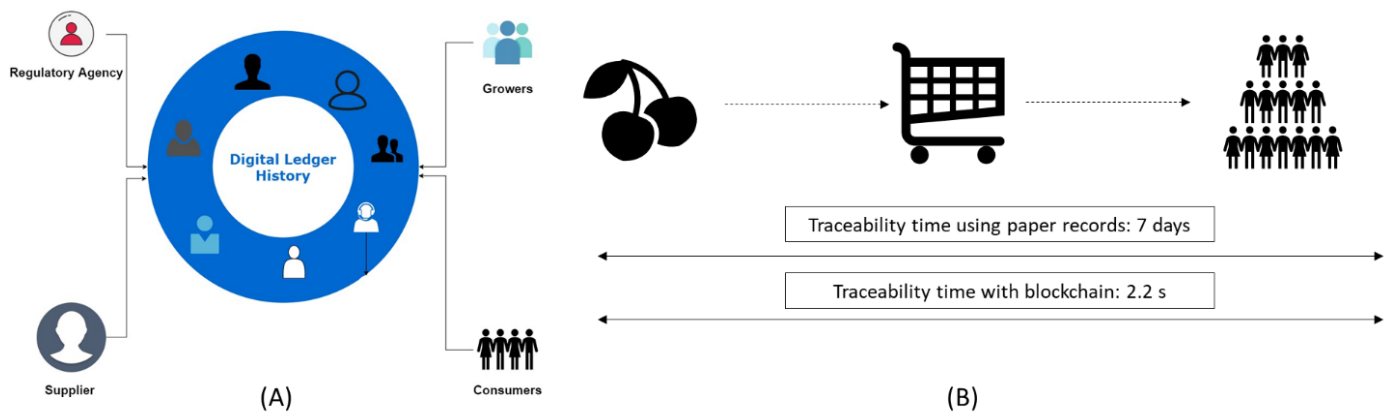 Regulatory Agency
Growers
Digital Ledger
History
Supplier
Consumers
(A)
Traceability time using paper records: 7 days
Traceability time with blockchain: 2.2 s
(B)